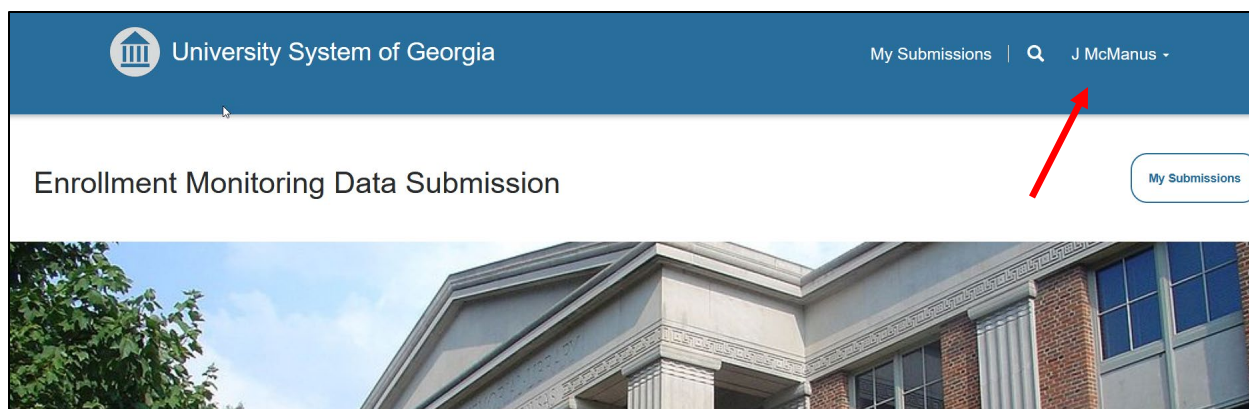 University System of Georgia
My Submissions | J McManus
Enrollment Monitoring Data Submission
My Submissions